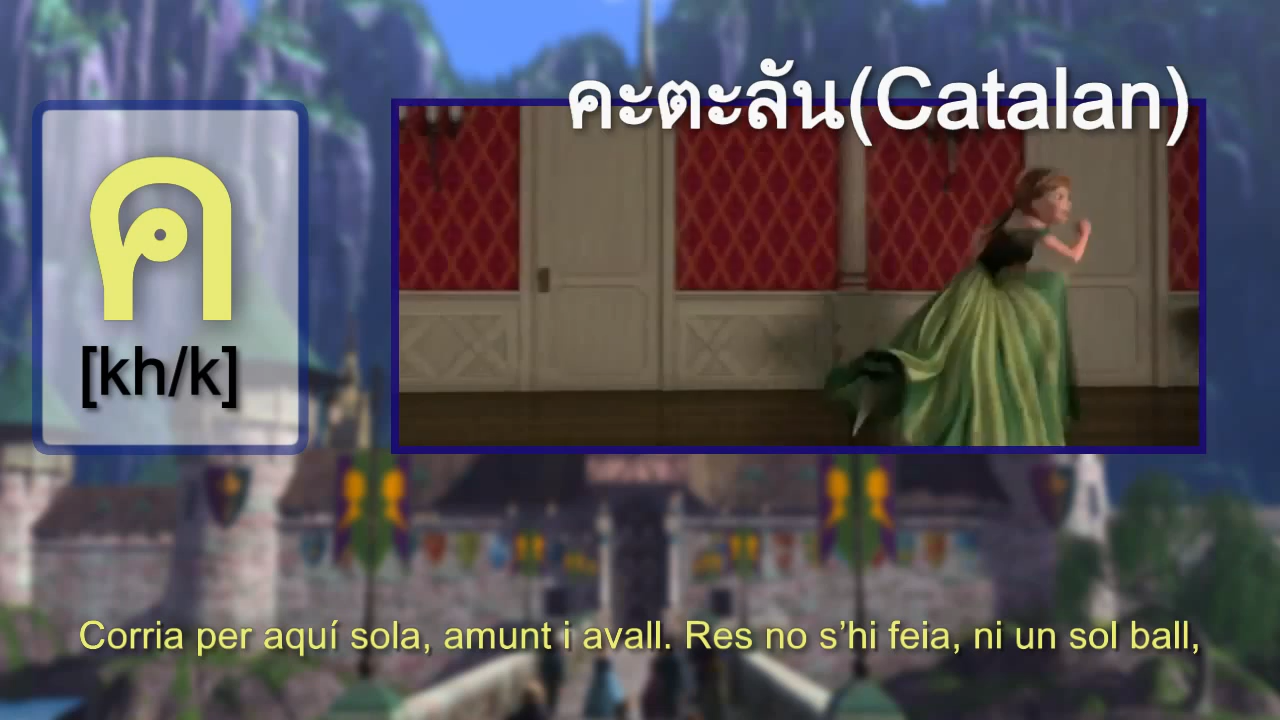 คะตะลัน(Catalan)
ค
[kh/k]
Corria per aquí sola, amunt i avall. Res no s’hi feia, ni un sol ball,